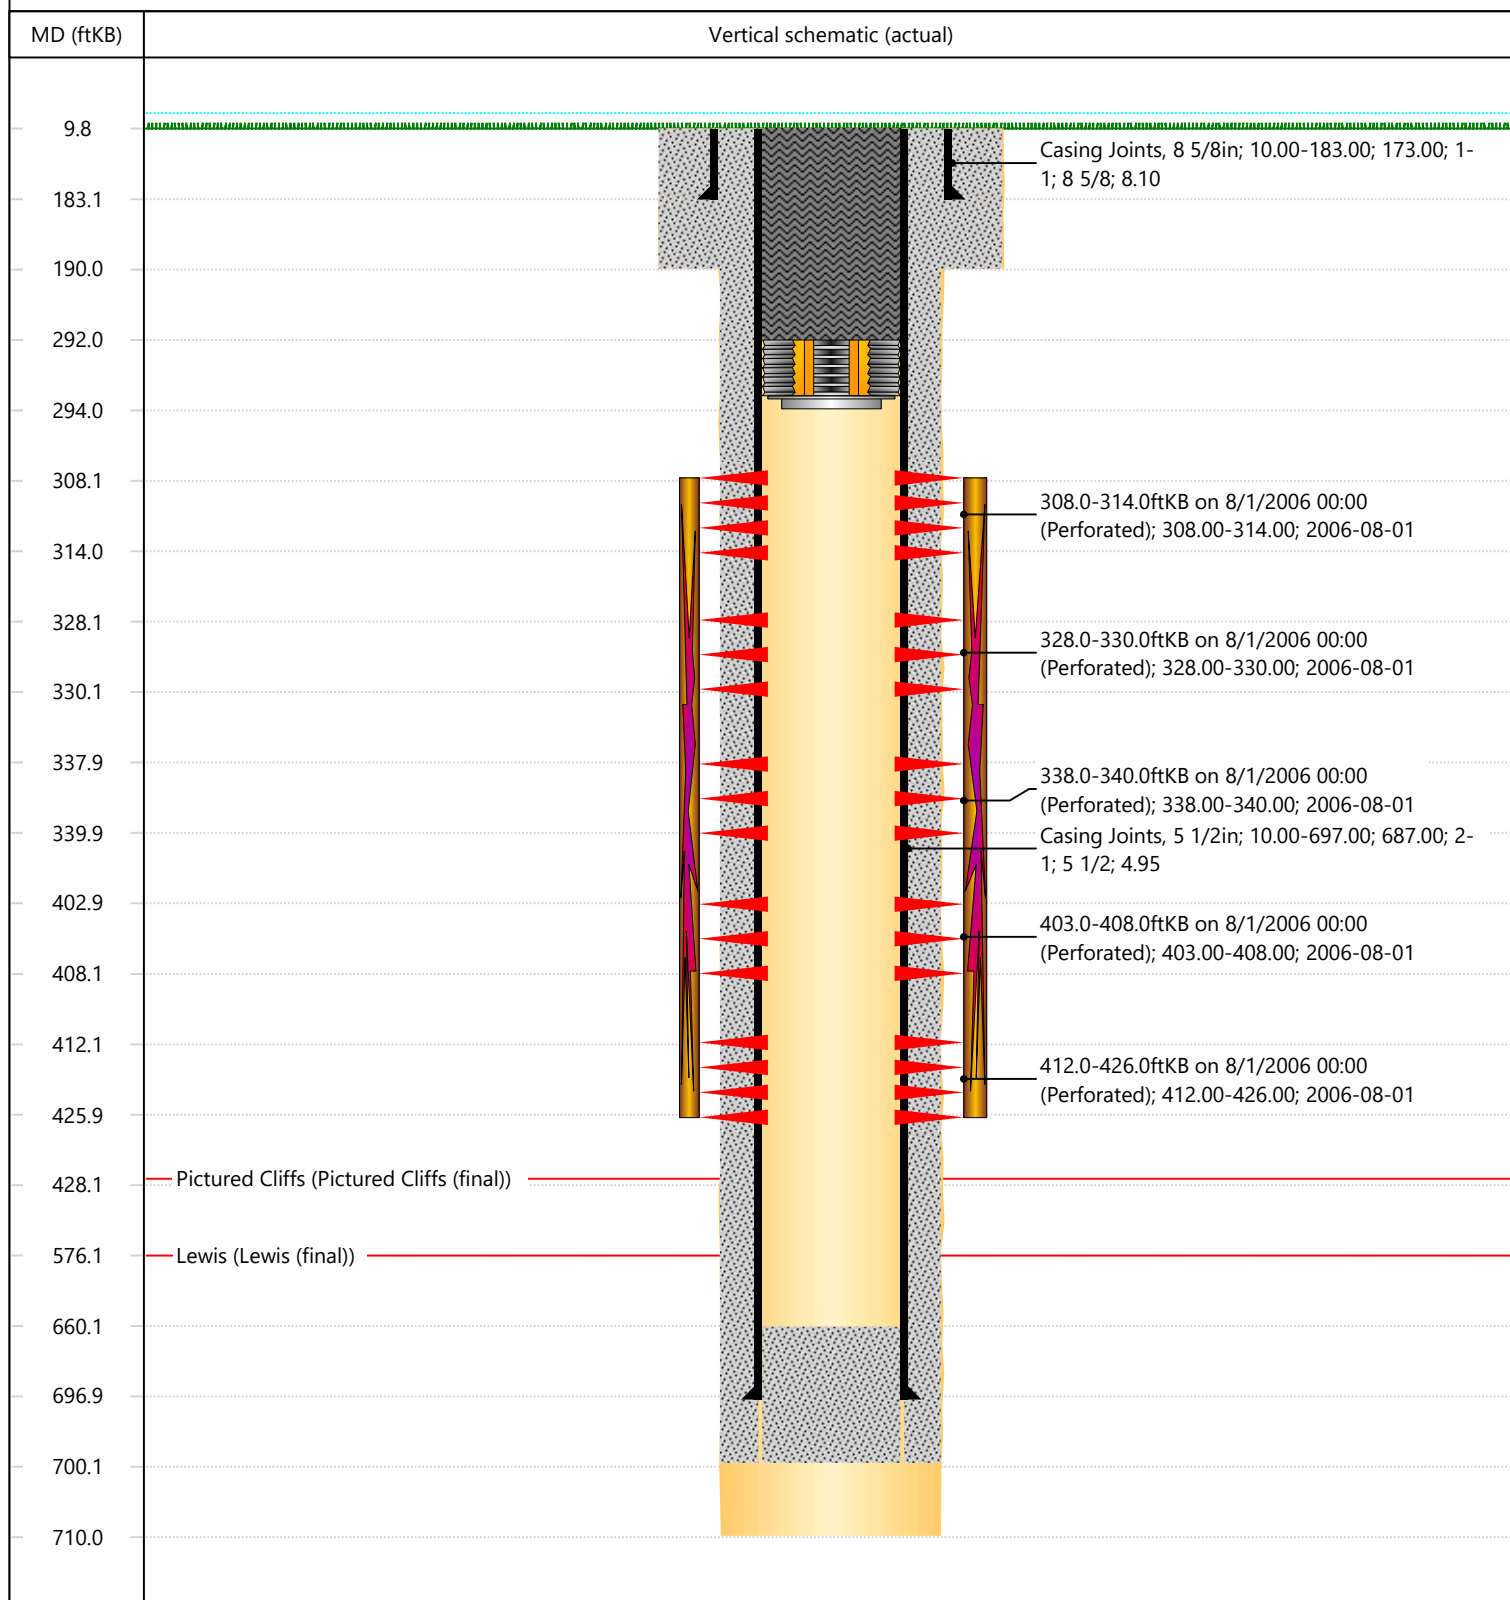 MD (ftKB)
Vertical schematic (actual)
9.8
Casing Joints, 8 5/8in; 10.00-183.00; 173.00; 1-
1; 8 5/8; 8.10
183.1
190.0
292.0
294.0
308.1
308.0-314.0ftKB on 8/1/2006 00:00
(Perforated); 308.00-314.00; 2006-08-01
314.0
328.1
328.0-330.0ftKB on 8/1/2006 00:00
(Perforated); 328.00-330.00; 2006-08-01
330.1
337.9
338.0-340.0ftKB on 8/1/2006 00:00
(Perforated); 338.00-340.00; 2006-08-01
339.9
Casing Joints, 5 1/2in; 10.00-697.00; 687.00; 2-
1; 5 1/2; 4.95
402.9
403.0-408.0ftKB on 8/1/2006 00:00
(Perforated); 403.00-408.00; 2006-08-01
408.1
412.1
412.0-426.0ftKB on 8/1/2006 00:00
(Perforated); 412.00-426.00; 2006-08-01
425.9
Pictured Cliffs (Pictured Cliffs (final))
428.1
576.1
Lewis (Lewis (final))
660.1
696.9
700.1
710.0